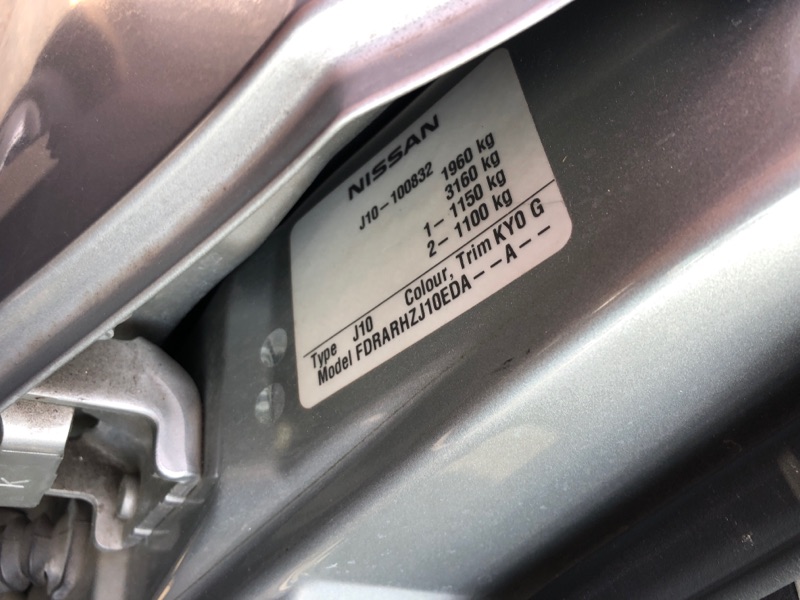 NISSAN
J10-100832
1960 kg
3160 kg
1- 1150 kg
2- 1100 kg
Type J10 Colour, Trim KY0 G
Model FDRARHZJ10EDA--A--
K